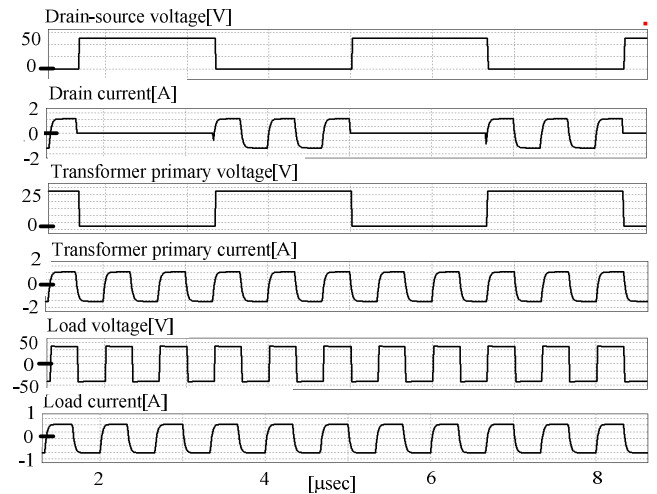 Drain-source voltage[V]
50
0
Drain current[A]
2
0
-2
Transformer primary voltage[V]
25
0
Transformer primary current[A]
2
0
-2
Load voltage[V]
50
0
-50
Load current[A]
1
0
-1
2 4 6 8
[μsec]